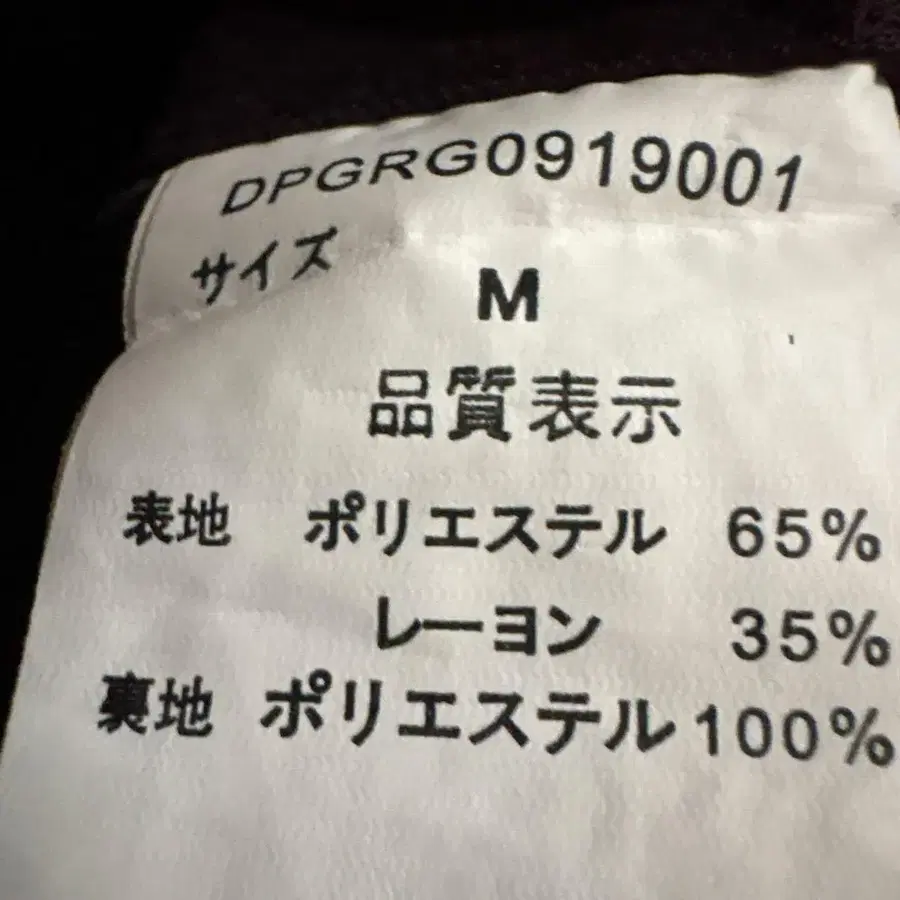 DPGRG0919001
サイズ
M
品質表示
表地 ポリエステル 65%
レーヨン 35%
裏地 ポリエステル 100%